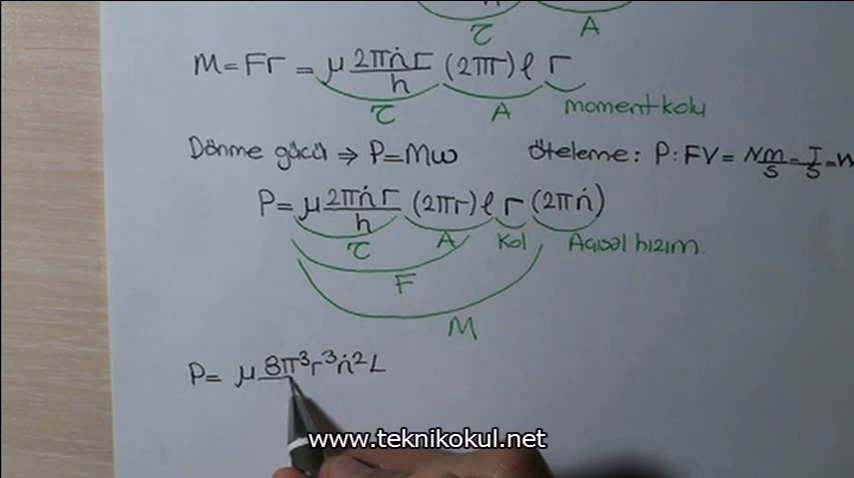 τ A
M = Fr = μ 2πṅr/h (2πr) ℓ r
τ A moment kolu
Dönme gücü ⇒ P=Mω öteleme: P: FV = Nm/s = J/s = W
P = μ 2πṅr/h (2πr) ℓ r (2πṅ)
τ A Kol Açısal hızım.
F
M
P = μ 8π³r³ṅ²L
www.teknikokul.net